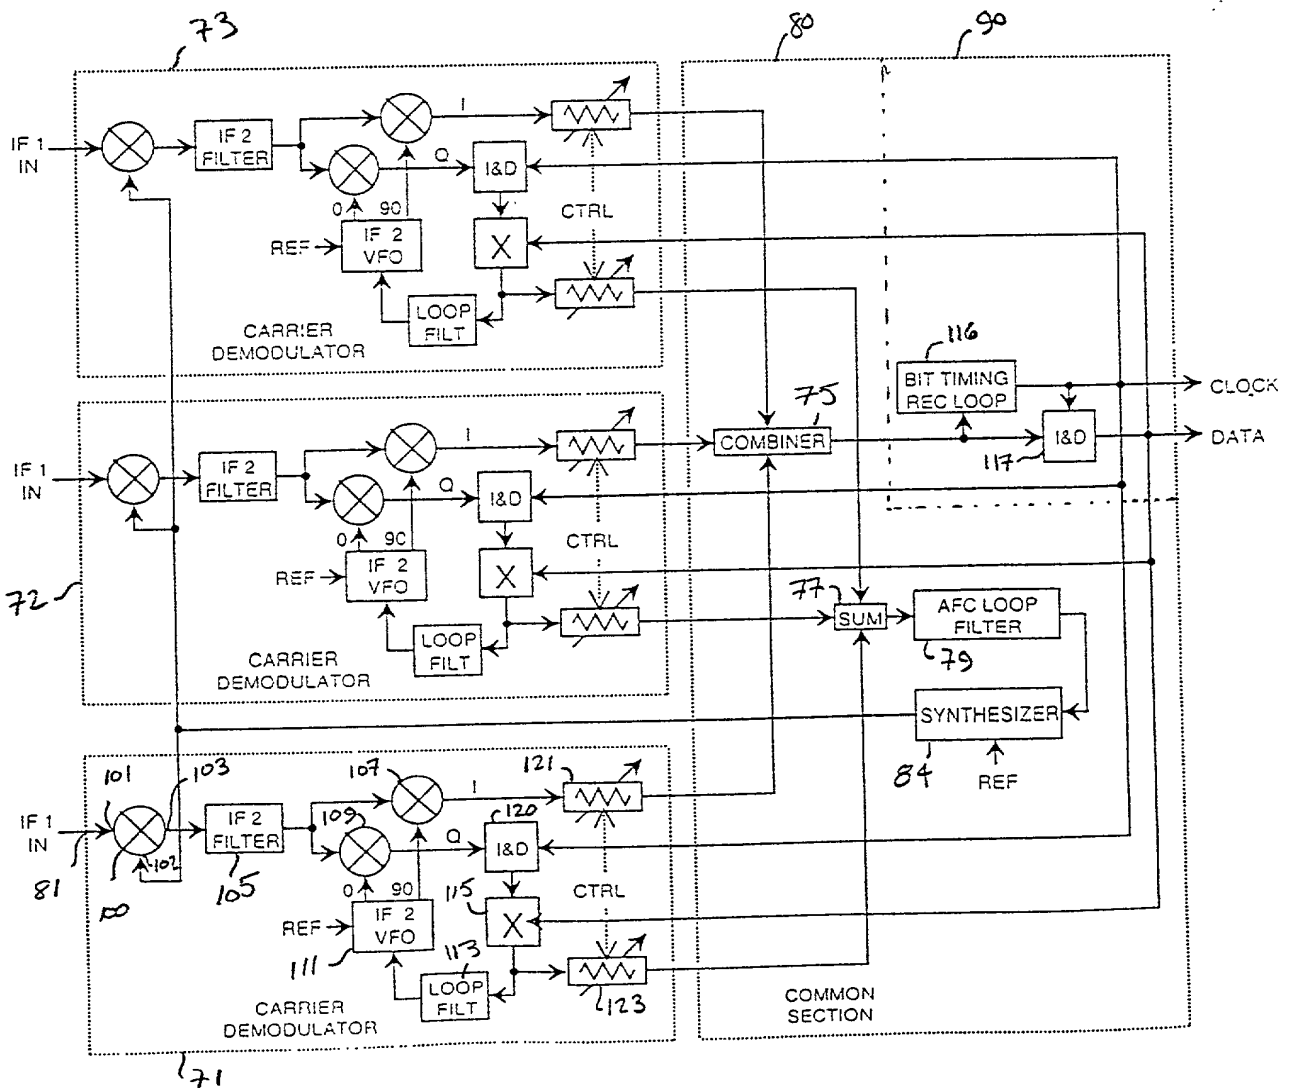 73
80
90
IF 1
IN
IF 2
FILTER
I
Q
I&D
0
90
CTRL
REF
IF 2
VFO
X
LOOP
FILT
CARRIER
DEMODULATOR
116
BIT TIMING
REC LOOP
CLOCK
75
COMBINER
I&D
117
DATA
IF 1
IN
IF 2
FILTER
I
Q
I&D
0
90
CTRL
REF
IF 2
VFO
X
72
77
SUM
AFC LOOP
FILTER
79
LOOP
FILT
CARRIER
DEMODULATOR
SYNTHESIZER
84
REF
101
103
107
121
IF 1
IN
IF 2
FILTER
I
109
Q
120
I&D
102
81
100
105
0
90
115
CTRL
REF
IF 2
VFO
X
111
113
LOOP
FILT
123
CARRIER
DEMODULATOR
COMMON
SECTION
71